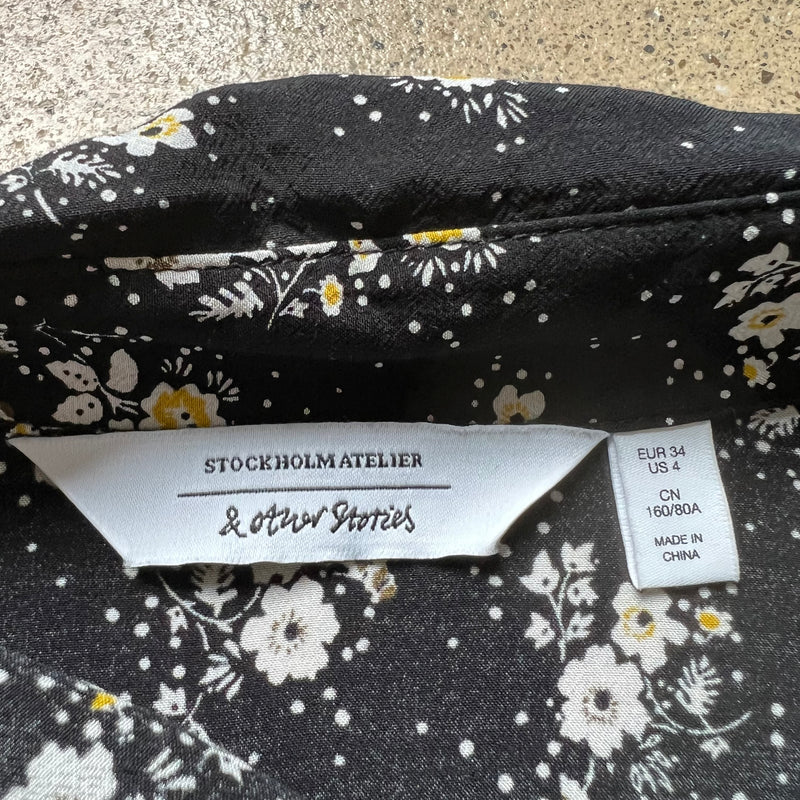 STOCKHOLM ATELIER
& other Stories
EUR 34
US 4
CN
160/80A
MADE IN
CHINA